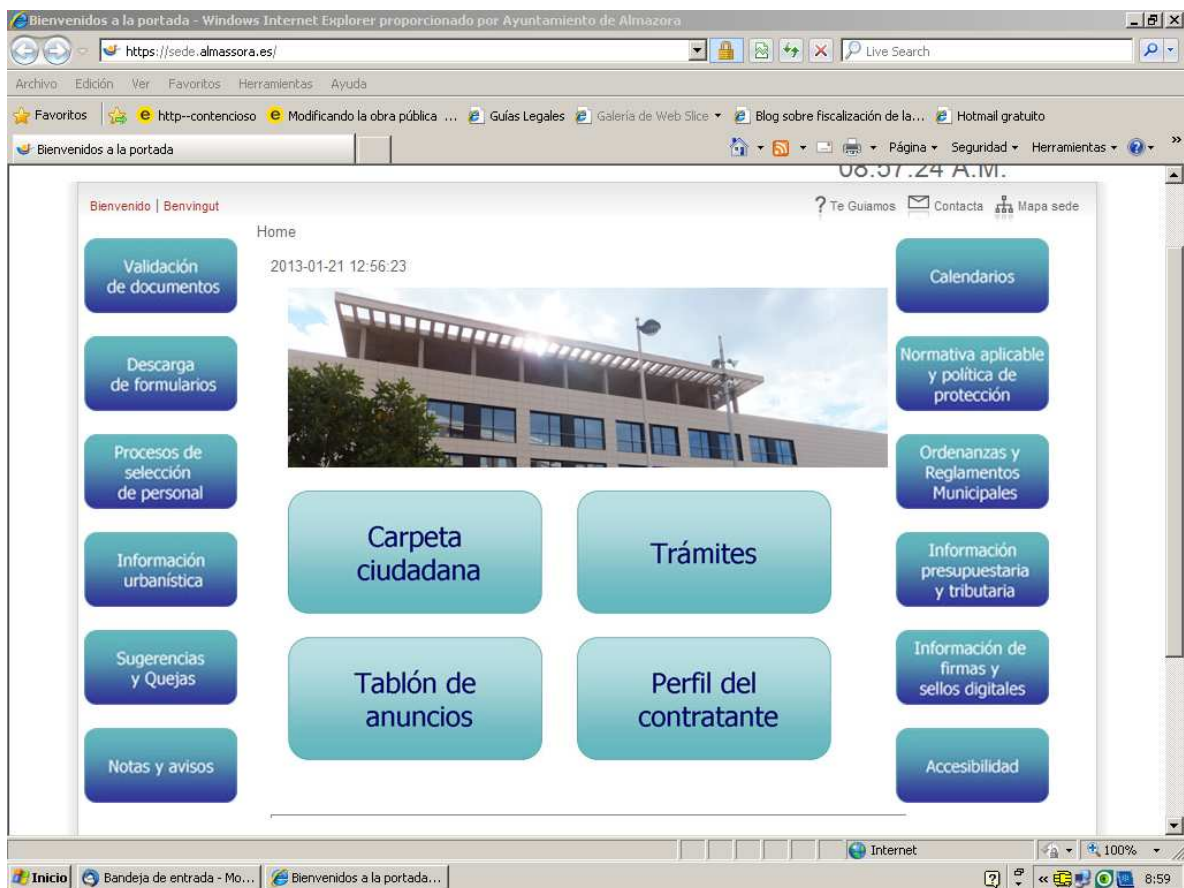 Bienvenidos a la portada - Windows Internet Explorer proporcionado por Ayuntamiento de Almazora
https://sede.almassora.es/
Live Search
Archivo Edición Ver Favoritos Herramientas Ayuda
Favoritos http--contencioso Modificando la obra pública ... Guías Legales Galería de Web Slice Blog sobre fiscalización de la... Hotmail gratuito
Bienvenidos a la portada
Página Seguridad Herramientas
08:57:24 A.M.
Bienvenido | Benvingut
? Te Guiamos Contacta Mapa sede
Home
2013-01-21 12:56:23
Validación
de documentos
Descarga
de formularios
Procesos de
selección
de personal
Información
urbanística
Sugerencias
y Quejas
Notas y avisos
Carpeta
ciudadana
Trámites
Tablón de
anuncios
Perfil del
contratante
Calendarios
Normativa aplicable
y política de
protección
Ordenanzas y
Reglamentos
Municipales
Información
presupuestaria
y tributaria
Información de
firmas y
sellos digitales
Accesibilidad
Internet
100%
Inicio Bandeja de entrada - Mo... Bienvenidos a la portada...
8:59